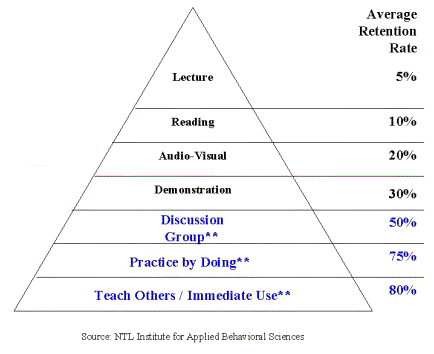 Average
Retention
Rate
Lecture 5%
Reading 10%
Audio-Visual 20%
Demonstration 30%
Discussion 50%
Group**
Practice by Doing** 75%
Teach Others / Immediate Use** 80%
Source: NTL Institute for Applied Behavioral Sciences